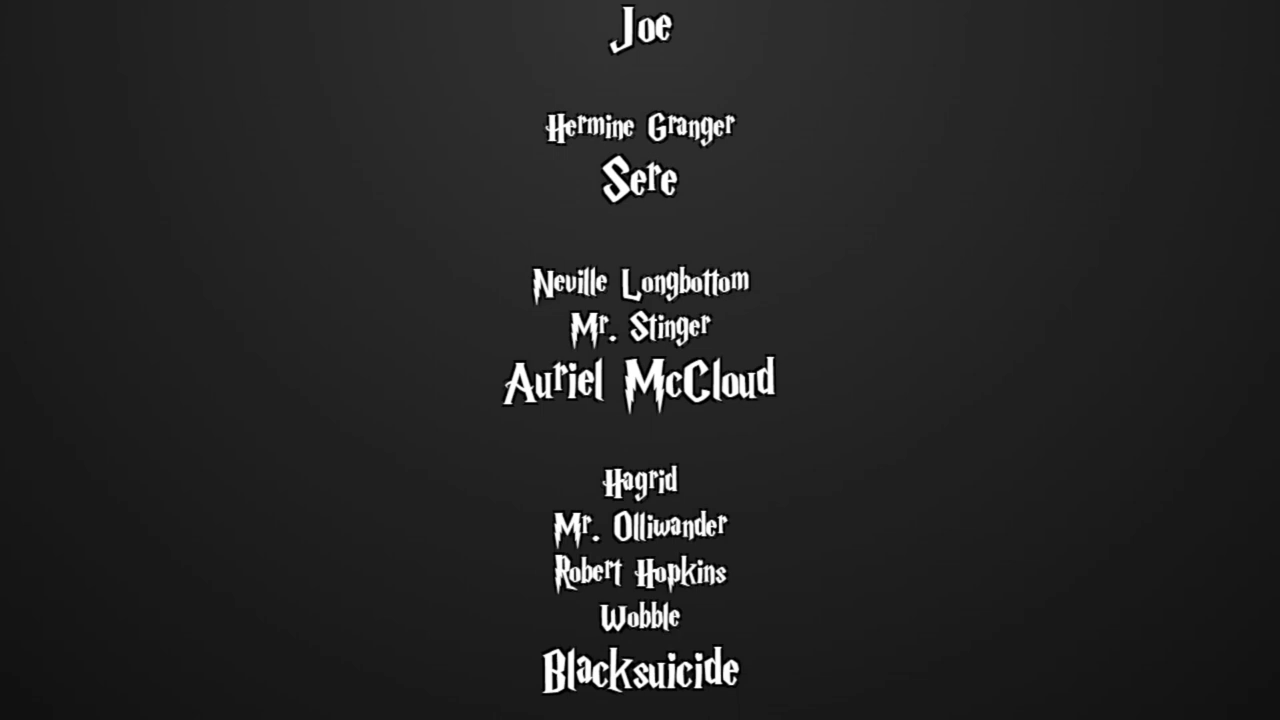 Joe
Hermine Granger
Sere
Neville Longbottom
Mr. Stinger
Auriel McCloud
Hagrid
Mr. Olliwander
Robert Hopkins
Wobble
Blacksuicide